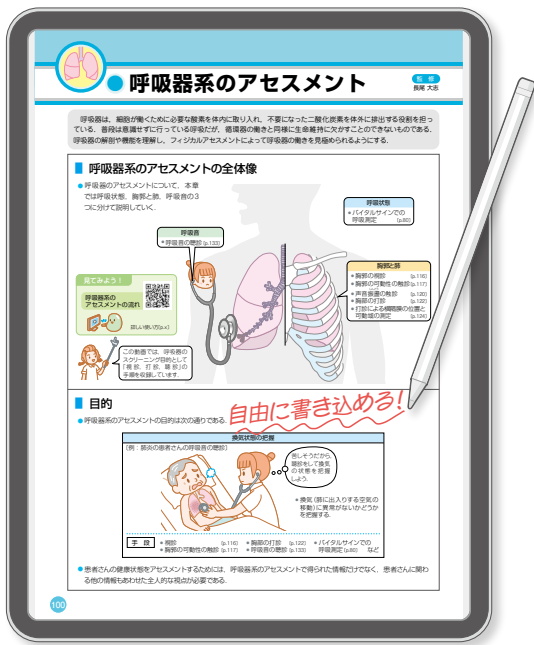 呼吸器系のアセスメント
監修
長尾 大志
呼吸器は，細胞が働くために必要な酸素を体内に取り入れ，不要になった二酸化炭素を体外に排出する役割を担っ
ている．普段は意識せずに行っている呼吸だが，循環器の働きと同様に生命維持に欠かすことのできないものである．
呼吸器の解剖や機能を理解し，フィジカルアセスメントによって呼吸器の働きを見極められるようにする．
呼吸器系のアセスメントの全体像
●呼吸器のアセスメントについて，本章
では呼吸状態，胸郭と肺，呼吸音の3
つに分けて説明していく．
呼吸状態
●バイタルサインでの
呼吸測定 (p.80)
呼吸音
●呼吸音の聴診 (p.133)
胸郭と肺
●胸部の視診 (p.116)
●胸郭の可動性の触診 (p.117)
●声音振盪の触診 (p.120)
●胸部の打診 (p.122)
●打診による横隔膜の位置と
可動域の測定 (p.124)
見てみよう！
呼吸器系の
アセスメントの流れ
詳しい使い方(p.x)
この動画では，呼吸器の
スクリーニング目的として
「視診，打診，聴診」の
手順を収録しています．
目的
●呼吸器系のアセスメントの目的は次の通りである．
自由に書き込める！
換気状態の把握
(例：肺炎の患者さんの呼吸音の聴診)
苦しそうだから，
聴診をして換気
の状態を把握
しよう．
●換気（肺に出入りする空気の
移動）に異常がないかどうか
を把握する．
手 段
●視診 (p.116) ●胸部の打診 (p.122) ●バイタルサインでの
●胸郭の可動性の触診 (p.117) ●呼吸音の聴診 (p.133) 呼吸測定 (p.80) など
●患者さんの健康状態をアセスメントするためには，呼吸器系のアセスメントで得られた情報だけでなく，患者さんに関わ
る他の情報もあわせた全人的な視点が必要である．
100